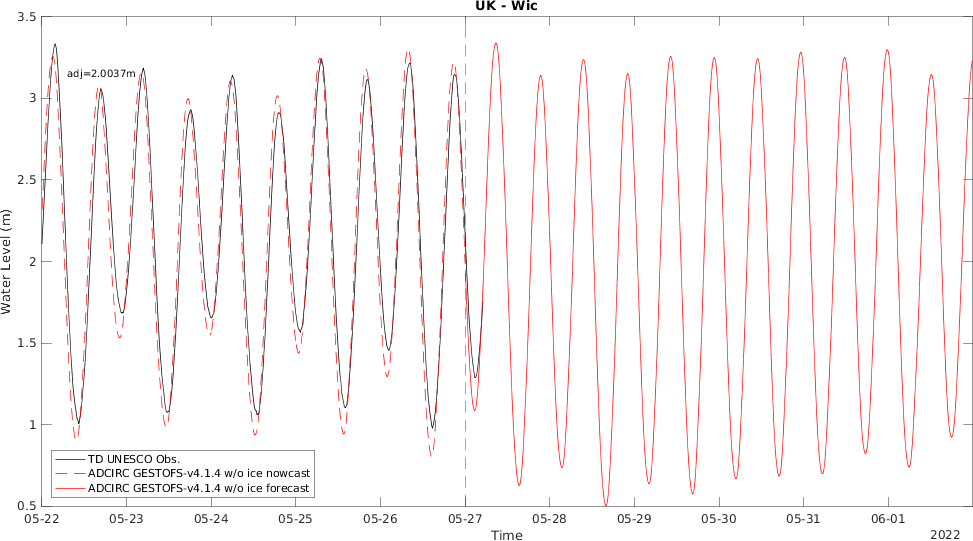 UK - Wic
3.5
3
2.5
2
1.5
1
0.5
Water Level (m)
adj=2.0037m
TD UNESCO Obs.
ADCIRC GESTOFS-v4.1.4 w/o ice nowcast
ADCIRC GESTOFS-v4.1.4 w/o ice forecast
05-22 05-23 05-24 05-25 05-26 05-27 05-28 05-29 05-30 05-31 06-01
Time
2022